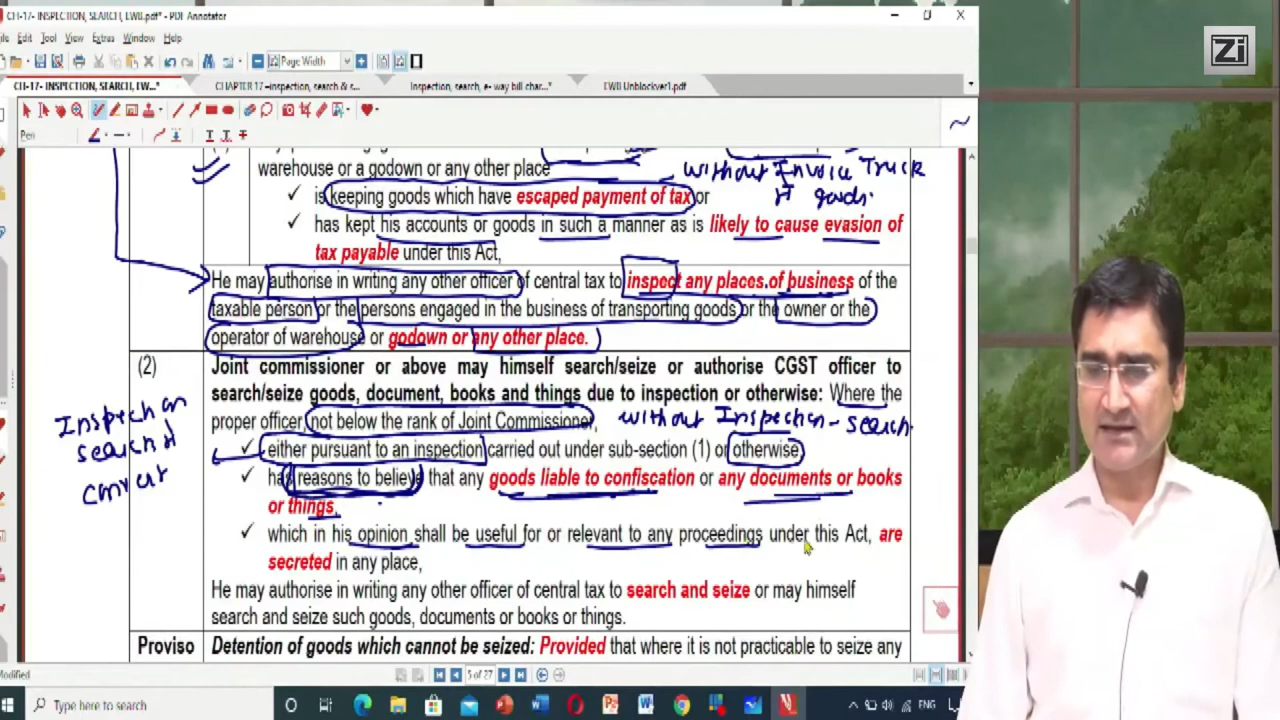 CH-17- INSPECTION, SEARCH, EWB.pdf* - PDF Annotator
Edit Tool View Extras Window Help
Page Width
CH-17- INSPECTION, SEARCH, EW...* CHAPTER 17 –inspection, search & s... Inspection, search, e- way bill char...* EWB Unblockver1.pdf
Pen
warehouse or a godown or any other place
without Invoice Truck
goods.
✓ is keeping goods which have escaped payment of tax or
✓ has kept his accounts or goods in such a manner as is likely to cause evasion of
tax payable under this Act,
He may authorise in writing any other officer of central tax to inspect any places of business of the
taxable person or the persons engaged in the business of transporting goods or the owner or the
operator of warehouse or godown or any other place.
(2) Joint commissioner or above may himself search/seize or authorise CGST officer to
search/seize goods, document, books and things due to inspection or otherwise: Where the
proper officer, not below the rank of Joint Commissioner,
without Inspection - search.
Inspection
search
✓ either pursuant to an inspection carried out under sub-section (1) or otherwise
✓ has reasons to believe that any goods liable to confiscation or any documents or books
or things,
✓ which in his opinion shall be useful for or relevant to any proceedings under this Act, are
secreted in any place,
He may authorise in writing any other officer of central tax to search and seize or may himself
search and seize such goods, documents or books or things.
Proviso Detention of goods which cannot be seized: Provided that where it is not practicable to seize any
Modified 5 of 27
Type here to search
ENG
Zi